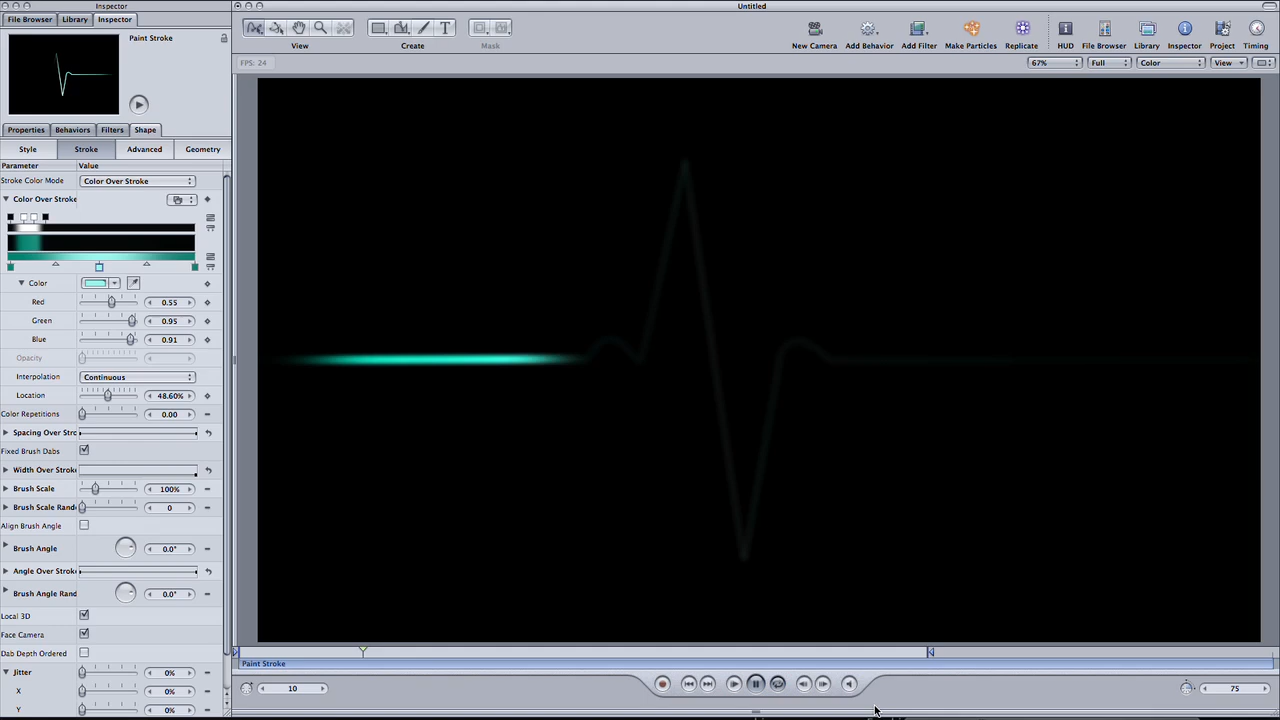 Inspector
Untitled
File Browser
Library
Inspector
Paint Stroke
View
Create
Mask
New Camera
Add Behavior
Add Filter
Make Particles
Replicate
HUD
File Browser
Library
Inspector
Project
Timing
FPS: 24
67%
Full
Color
View
Properties
Behaviors
Filters
Shape
Style
Stroke
Advanced
Geometry
Parameter
Value
Stroke Color Mode
Color Over Stroke
Color Over Stroke
Color
Red
0.55
Green
0.95
Blue
0.91
Opacity
Interpolation
Continuous
Location
48.60%
Color Repetitions
0.00
Spacing Over Stro
Fixed Brush Dabs
Width Over Stroke
Brush Scale
100%
Brush Scale Rand
0
Align Brush Angle
Brush Angle
0.0°
Angle Over Stroke
Brush Angle Rand
0.0°
Local 3D
Face Camera
Dab Depth Ordered
Jitter
0%
X
0%
Y
0%
Paint Stroke
10
75